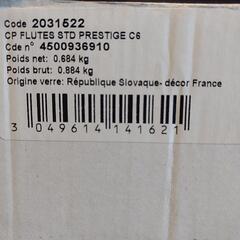 Code 2031522
CP FLUTES STD PRESTIGE C6
Cde n° 4500936910
Poids net: 0.684 kg
Poids brut: 0.884 kg
Origine verre: République Slovaque- décor France
3 049614 141621